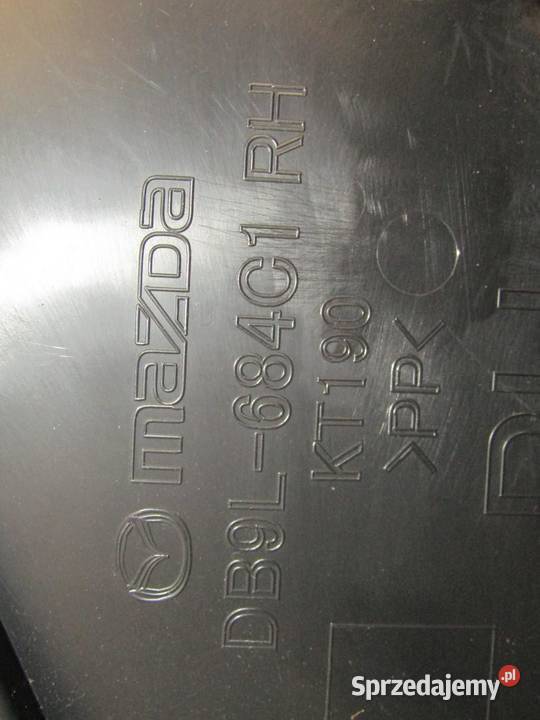 mazda
DB9L-684C1 RH
KT190
>PP<
Sprzedajemy.pl